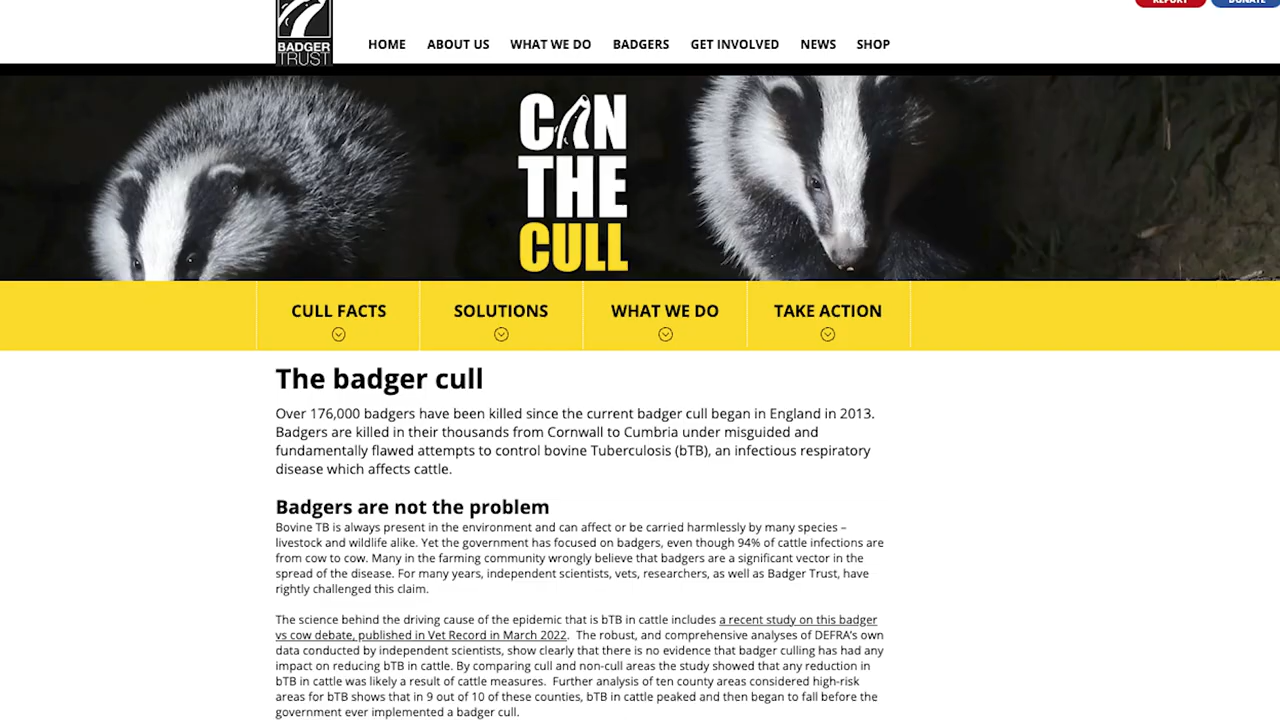 REPORT
DONATE
BADGER
TRUST
HOME
ABOUT US
WHAT WE DO
BADGERS
GET INVOLVED
NEWS
SHOP
CAN
THE
CULL
CULL FACTS
SOLUTIONS
WHAT WE DO
TAKE ACTION
The badger cull
Over 176,000 badgers have been killed since the current badger cull began in England in 2013.
Badgers are killed in their thousands from Cornwall to Cumbria under misguided and
fundamentally flawed attempts to control bovine Tuberculosis (bTB), an infectious respiratory
disease which affects cattle.
Badgers are not the problem
Bovine TB is always present in the environment and can affect or be carried harmlessly by many species –
livestock and wildlife alike. Yet the government has focused on badgers, even though 94% of cattle infections are
from cow to cow. Many in the farming community wrongly believe that badgers are a significant vector in the
spread of the disease. For many years, independent scientists, vets, researchers, as well as Badger Trust, have
rightly challenged this claim.
The science behind the driving cause of the epidemic that is bTB in cattle includes a recent study on this badger
vs cow debate, published in Vet Record in March 2022. The robust, and comprehensive analyses of DEFRA's own
data conducted by independent scientists, show clearly that there is no evidence that badger culling has had any
impact on reducing bTB in cattle. By comparing cull and non-cull areas the study showed that any reduction in
bTB in cattle was likely a result of cattle measures. Further analysis of ten county areas considered high-risk
areas for bTB shows that in 9 out of 10 of these counties, bTB in cattle peaked and then began to fall before the
government ever implemented a badger cull.